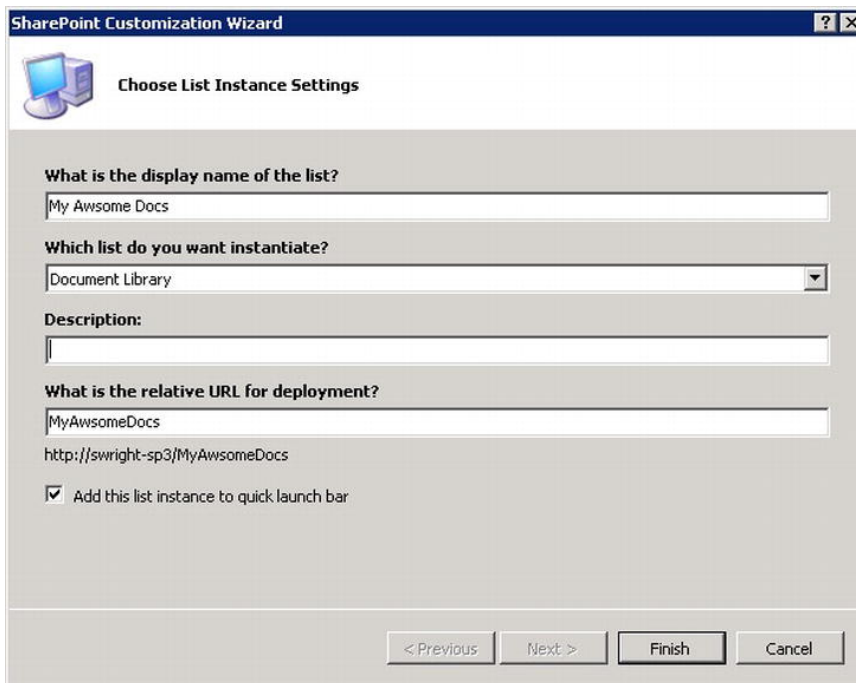 SharePoint Customization Wizard
Choose List Instance Settings
What is the display name of the list?
My Awsome Docs
Which list do you want instantiate?
Document Library
Description:
What is the relative URL for deployment?
MyAwsomeDocs
http://swright-sp3/MyAwsomeDocs
Add this list instance to quick launch bar
< Previous Next > Finish Cancel